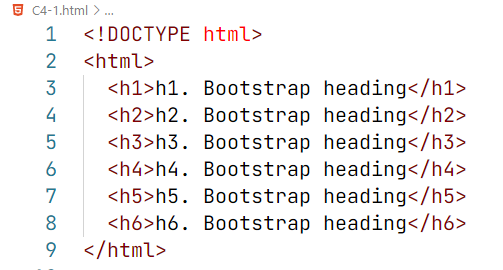 C4-1.html > ...
1 <!DOCTYPE html>
2 <html>
3   <h1>h1. Bootstrap heading</h1>
4   <h2>h2. Bootstrap heading</h2>
5   <h3>h3. Bootstrap heading</h3>
6   <h4>h4. Bootstrap heading</h4>
7   <h5>h5. Bootstrap heading</h5>
8   <h6>h6. Bootstrap heading</h6>
9 </html>